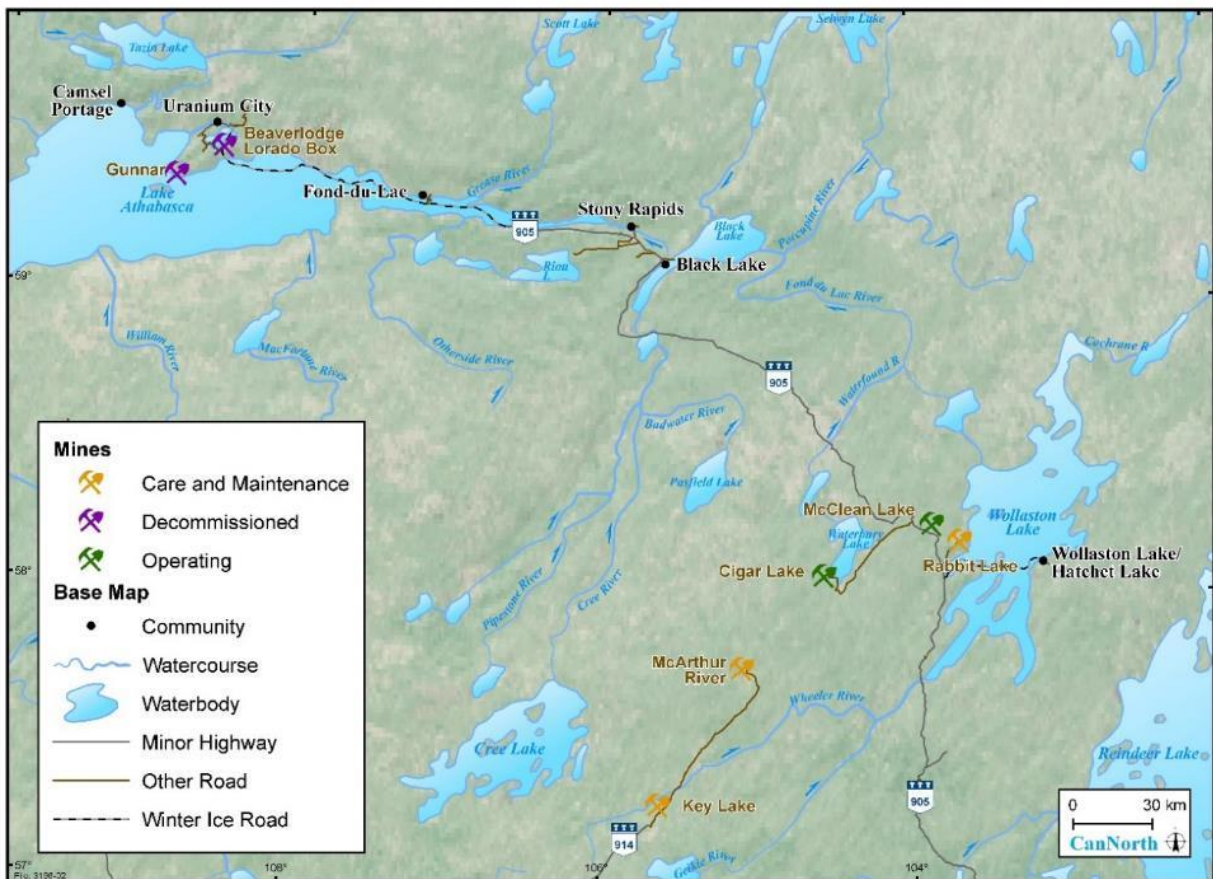 Scott Lake
Selwyn Lake
Tazin Lake
Camsel
Portage
Uranium City
Beaverlodge
Lorado Box
Gunnar
Lake
Athabasca
Fond-du-Lac
Grease River
905
Stony Rapids
Black
Lake
Porcupine River
Riou
L.
Black Lake
59°
Fond du Lac River
William River
MacFarlane River
Otherside River
Cochrane R
905
Waterfound R
Badwater River
Pasfield Lake
McClean Lake
Waterbury
Lake
Wollaston
Lake
Cigar Lake
Rabbit Lake
Wollaston Lake/
Hatchet Lake
58°
Pipestone River
Cree River
McArthur
River
Wheeler River
Cree Lake
Reindeer Lake
Key Lake
905
914
Geikie River
Mines
Care and Maintenance
Decommissioned
Operating
Base Map
Community
Watercourse
Waterbody
Minor Highway
Other Road
Winter Ice Road
0 30 km
CanNorth
57°
108°
106°
104°